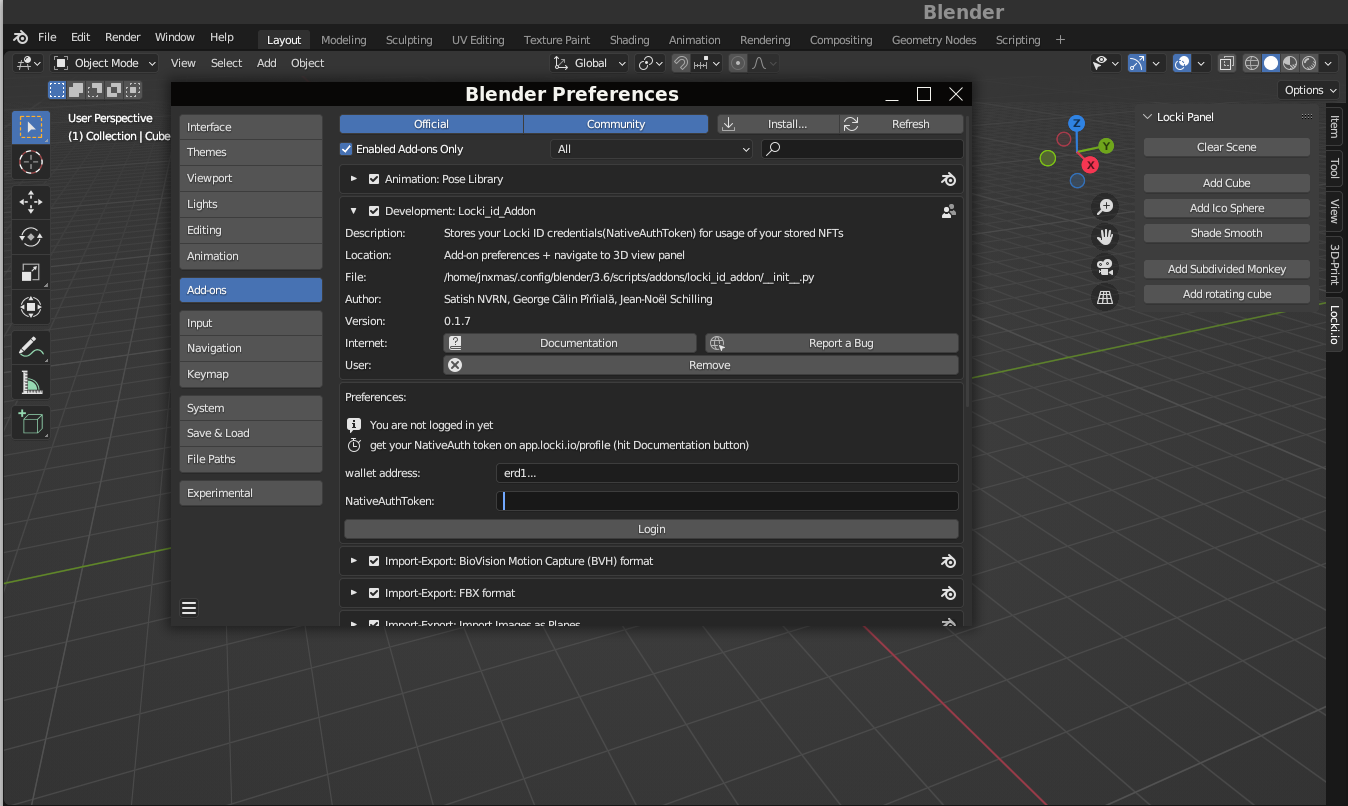 Blender
File Edit Render Window Help Layout Modeling Sculpting UV Editing Texture Paint Shading Animation Rendering Compositing Geometry Nodes Scripting +
Object Mode View Select Add Object Global
Options
User Perspective
(1) Collection | Cube
Blender Preferences
Interface
Themes
Viewport
Lights
Editing
Animation
Add-ons
Input
Navigation
Keymap
System
Save & Load
File Paths
Experimental
Official Community Install... Refresh
Enabled Add-ons Only All
Animation: Pose Library
Development: Locki_id_Addon
Description: Stores your Locki ID credentials(NativeAuthToken) for usage of your stored NFTs
Location: Add-on preferences + navigate to 3D view panel
File: /home/jnxmas/.config/blender/3.6/scripts/addons/locki_id_addon/__init__.py
Author: Satish NVRN, George Călin Pîrîială, Jean-Noël Schilling
Version: 0.1.7
Internet: Documentation Report a Bug
User: Remove
Preferences:
You are not logged in yet
get your NativeAuth token on app.locki.io/profile (hit Documentation button)
wallet address: erd1...
NativeAuthToken:
Login
Import-Export: BioVision Motion Capture (BVH) format
Import-Export: FBX format
Import-Export: Import Images as Planes
Z
Y
X
Locki Panel
Clear Scene
Add Cube
Add Ico Sphere
Shade Smooth
Add Subdivided Monkey
Add rotating cube
Item
Tool
View
3D-Print
Locki.io